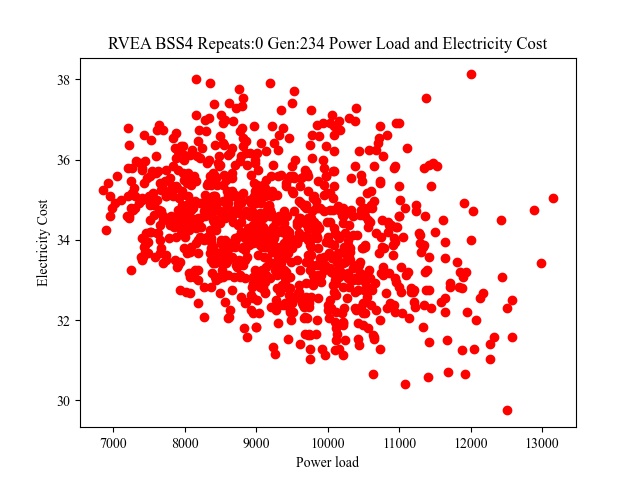 RVEA BSS4 Repeats:0 Gen:234 Power Load and Electricity Cost
38
36
34
32
30
Electricity Cost
7000 8000 9000 10000 11000 12000 13000
Power load